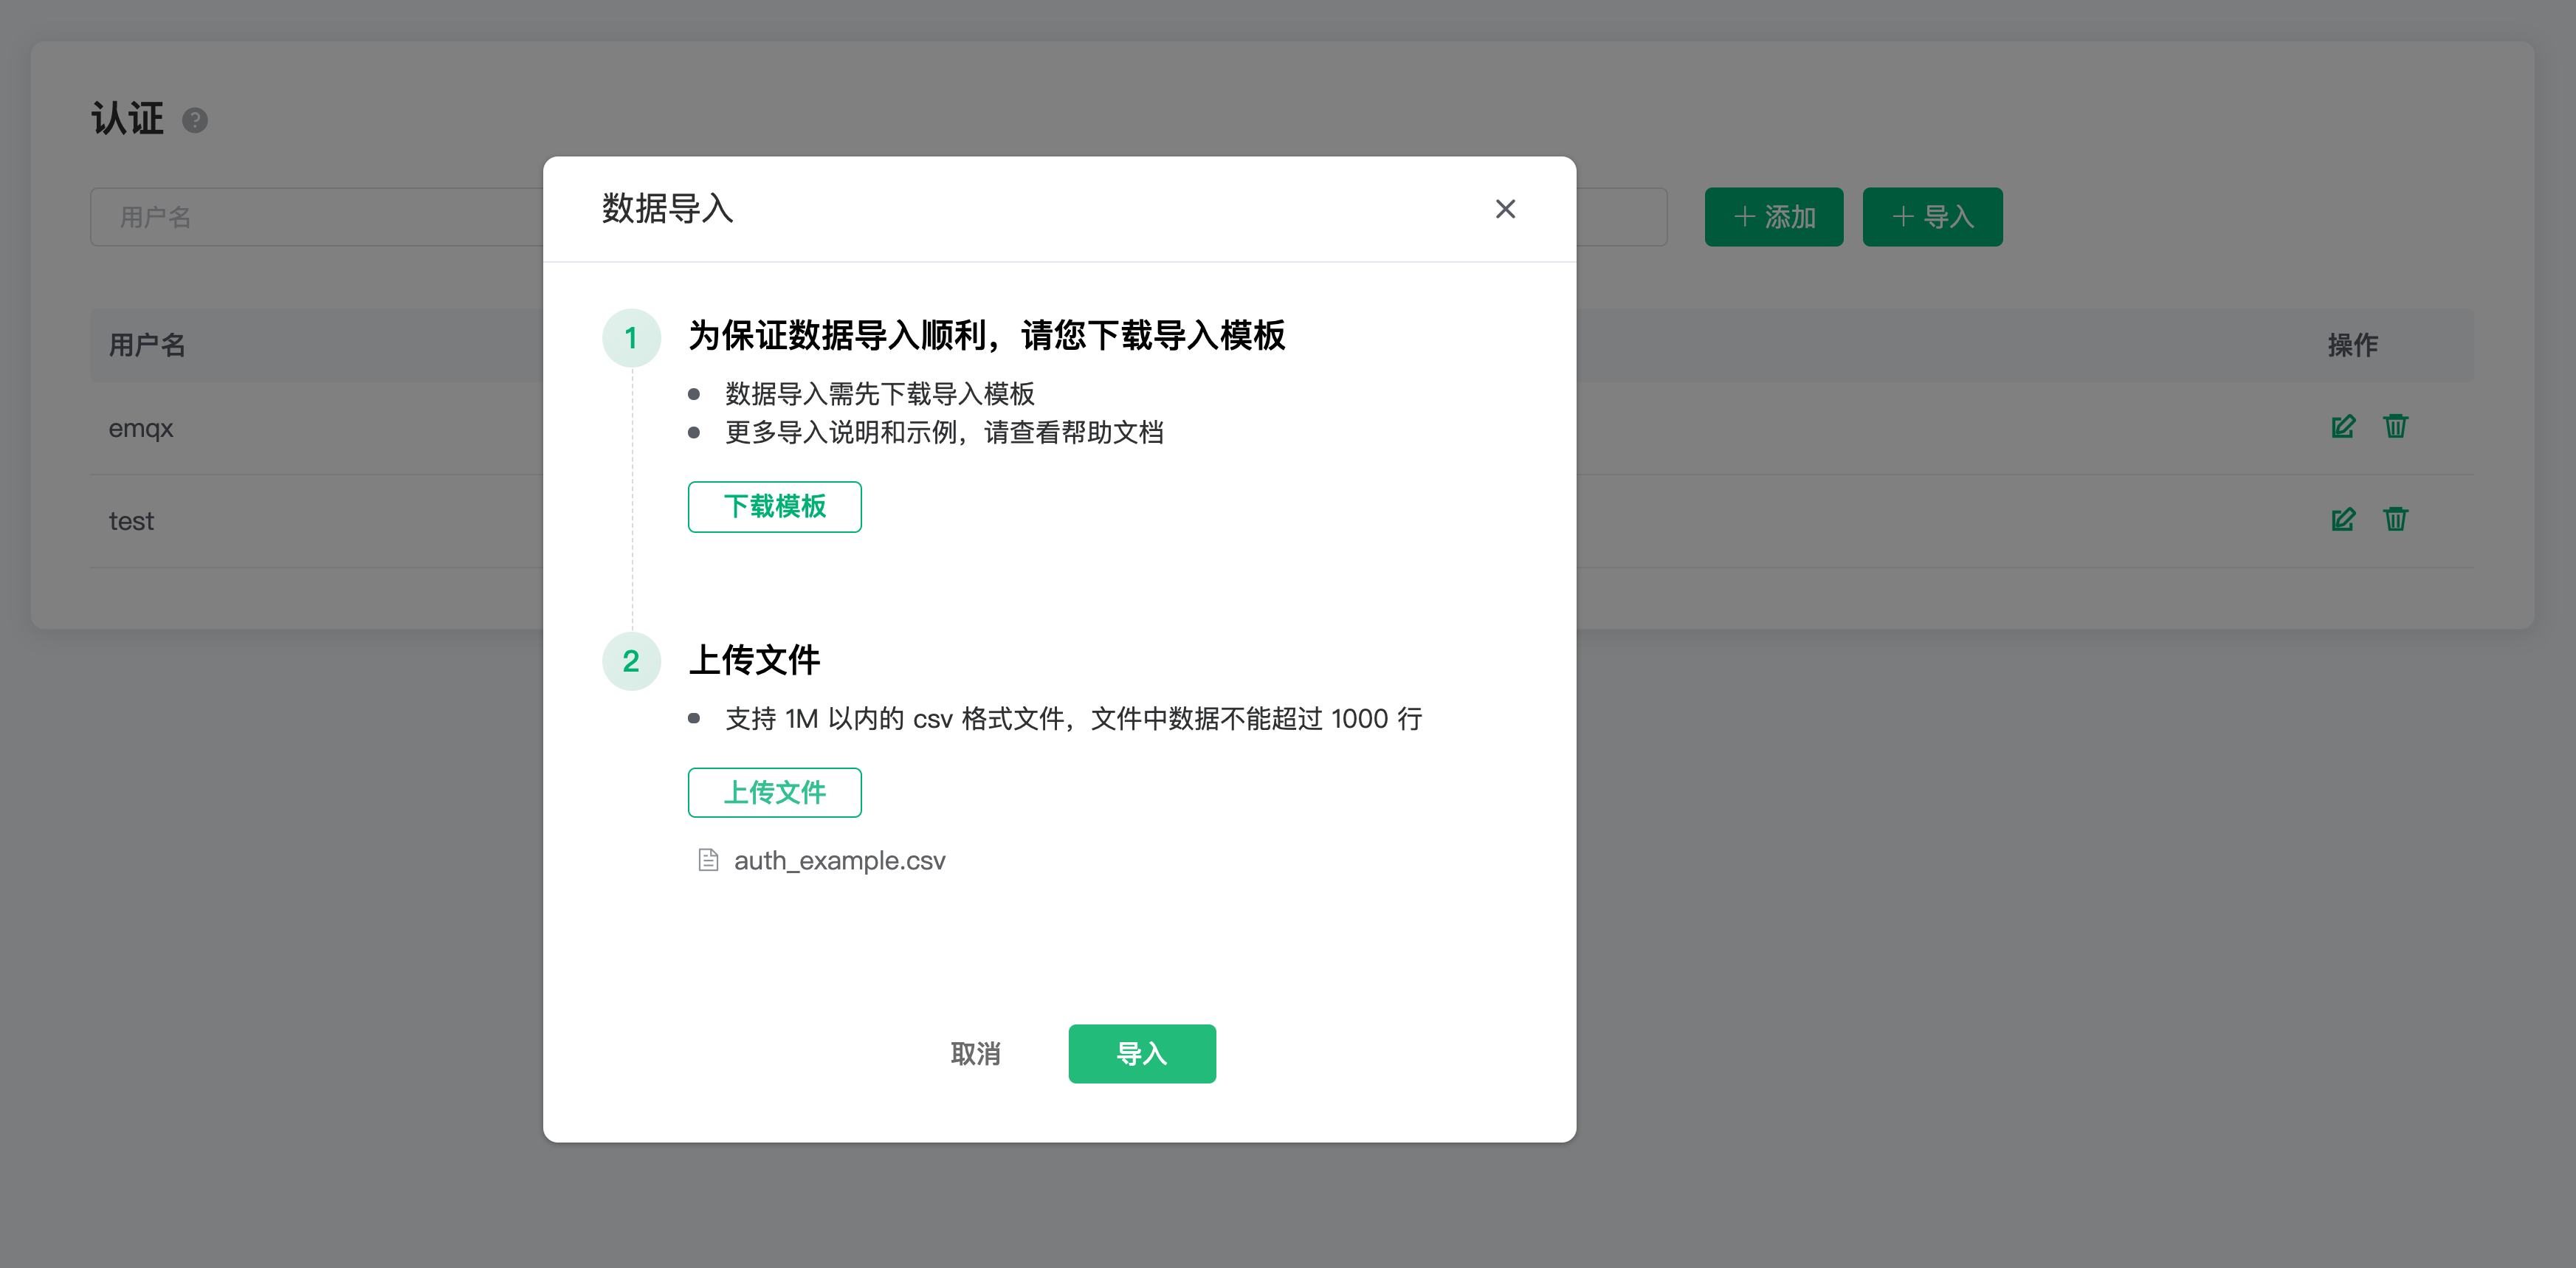 认证 ?
用户名
+ 添加
+ 导入
用户名
操作
emqx
test
数据导入
1
为保证数据导入顺利，请您下载导入模板
数据导入需先下载导入模板
更多导入说明和示例，请查看帮助文档
下载模板
2
上传文件
支持 1M 以内的 csv 格式文件，文件中数据不能超过 1000 行
上传文件
auth_example.csv
取消
导入